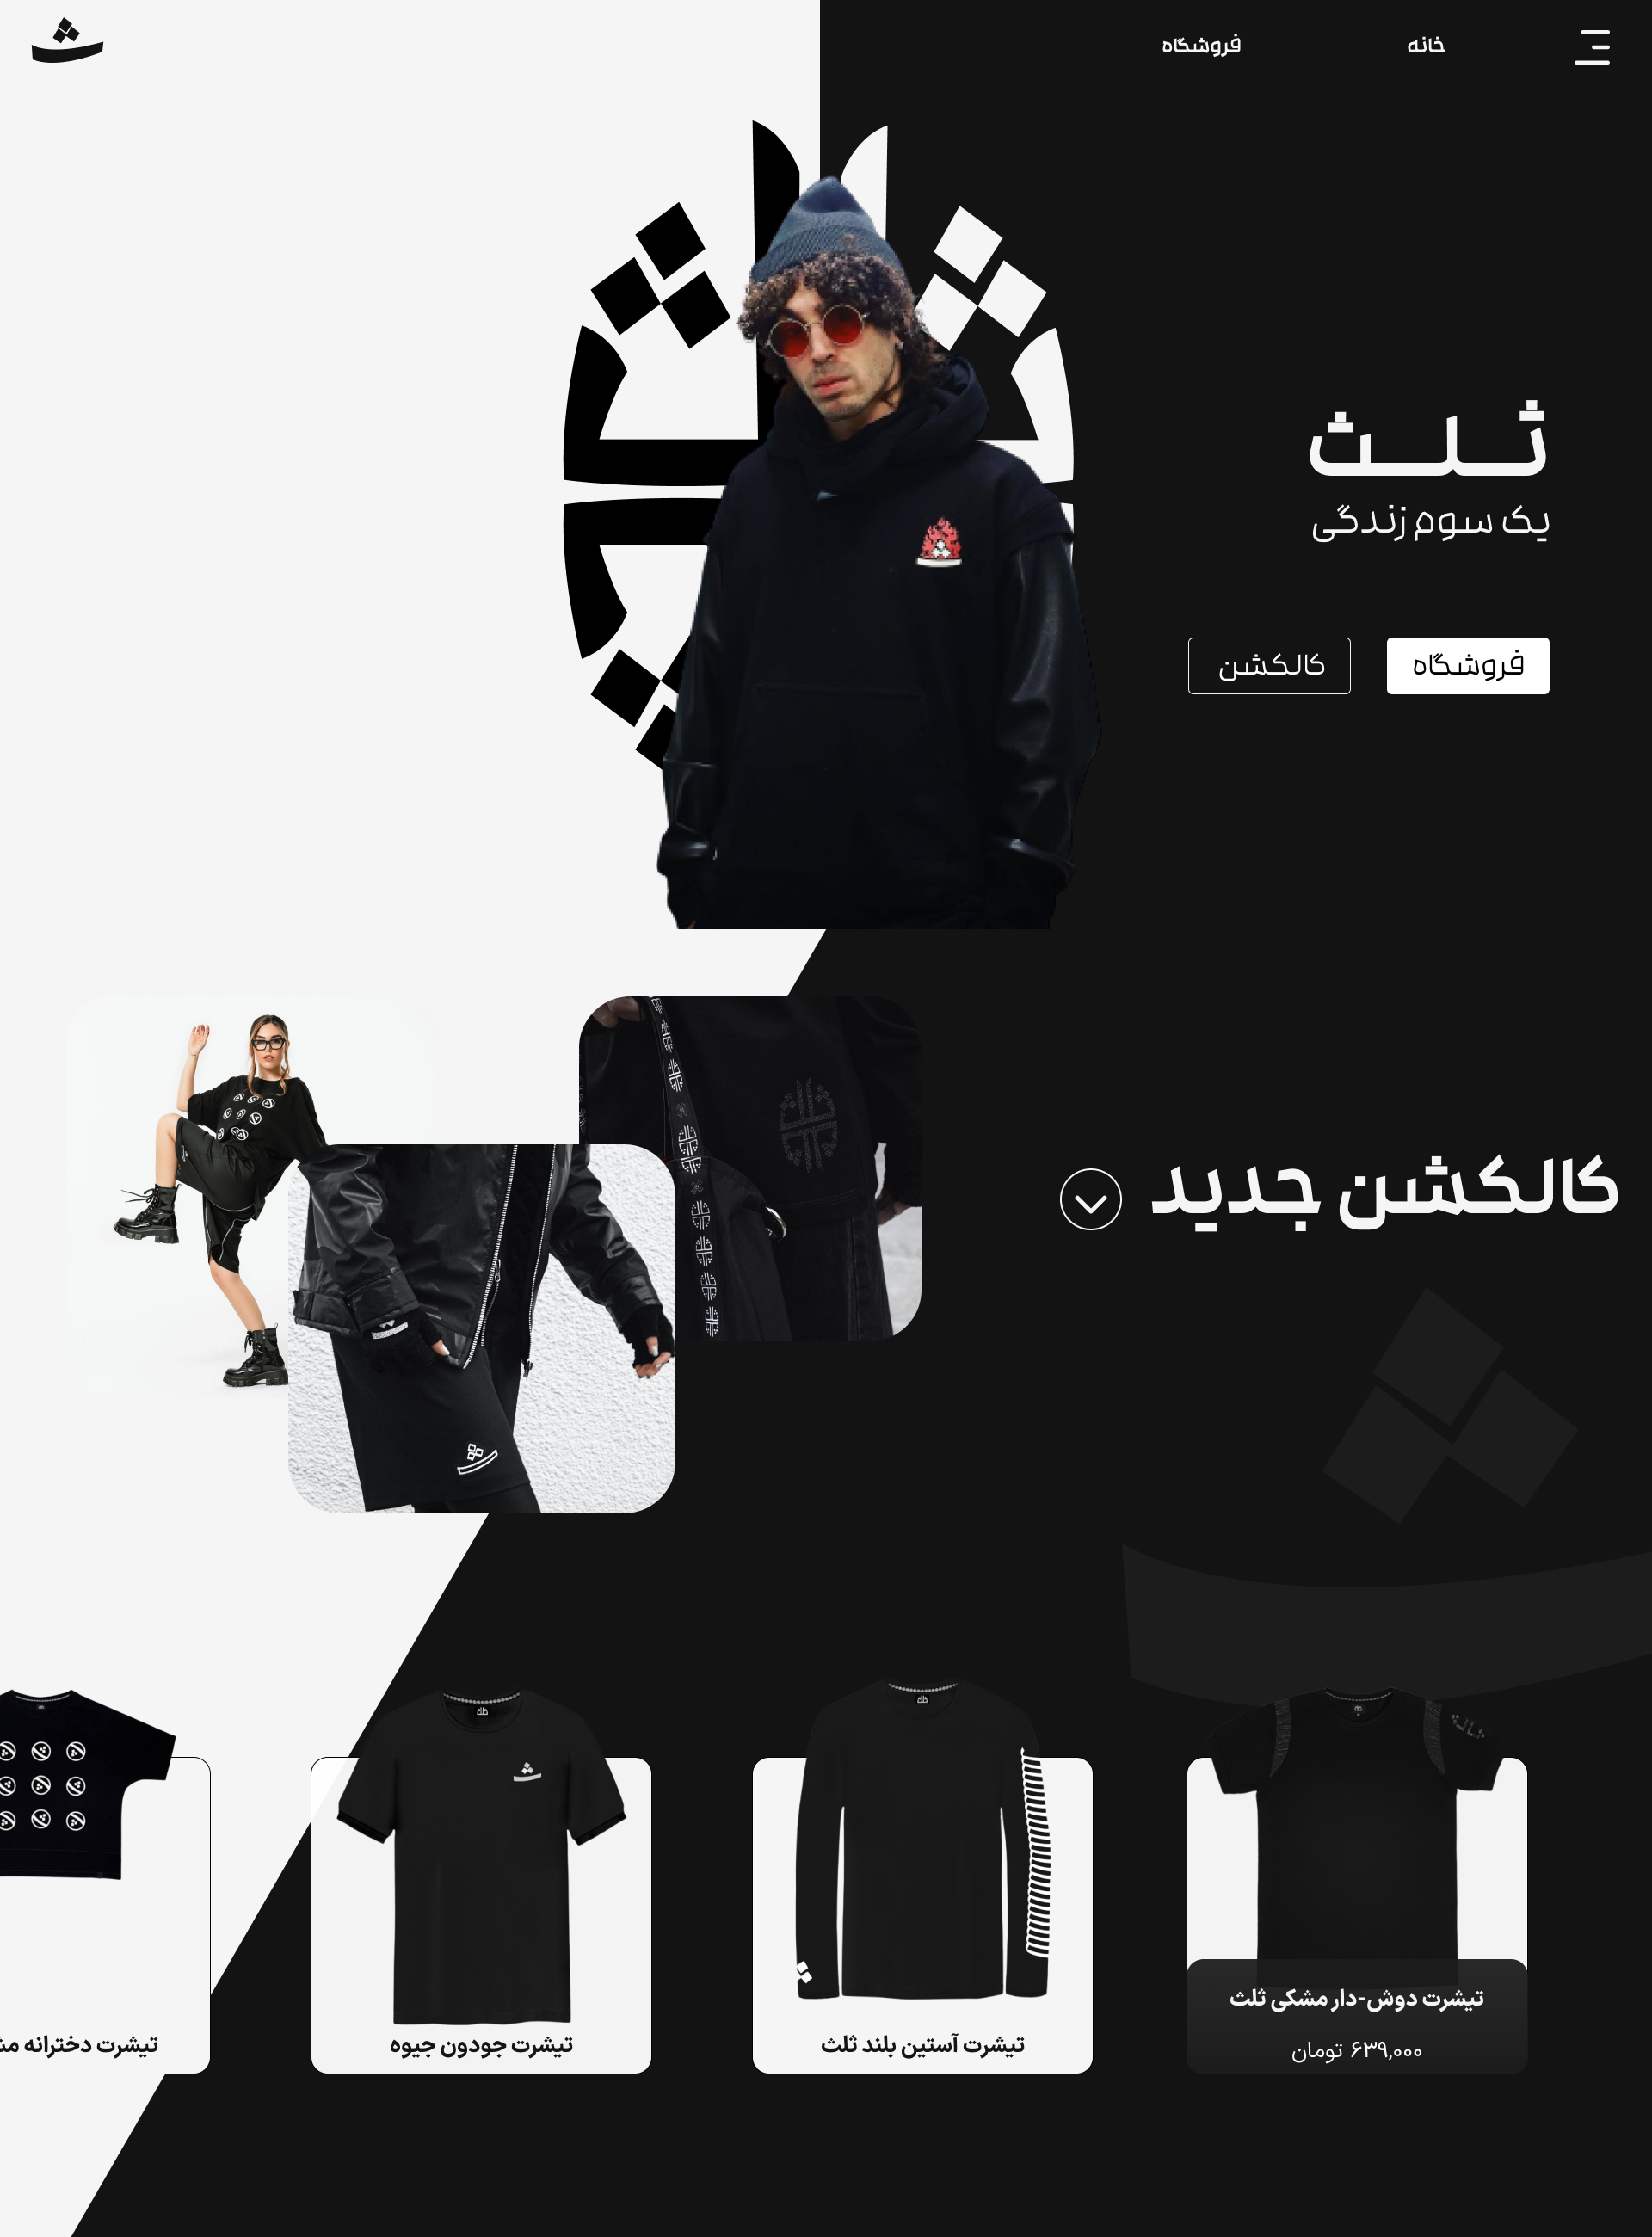 خانه
فروشگاه
ثلث
یک سوم زندگی
فروشگاه
کالکشن
کالکشن جدید
تیشرت دوش-دار مشکی ثلث
۶۳۹,۰۰۰ تومان
تیشرت آستین بلند ثلث
تیشرت جودون جیوه
تیشرت دخترانه